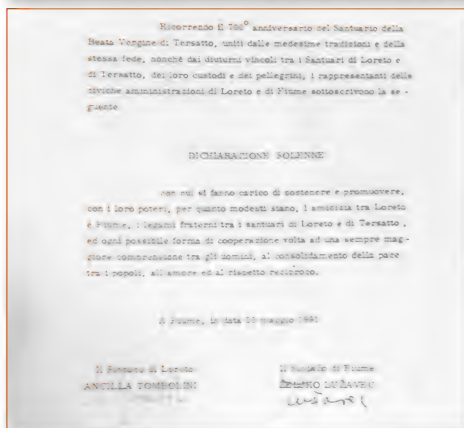 Ricorrendo il 700° anniversario del Santuario della
Beata Vergine di Tersatto, uniti dalle medesime tradizioni e della
stessa fede, nonchè dai diuturni vincoli tra i Santuari di Loreto e
di Tersatto, dei loro custodi e dei pellegrini, i rappresentanti delle
civiche amministrazioni di Loreto e di Fiume sottoscrivono la se -
guente
DICHIARAZIONE SOLENNE
con cui si fanno carico di sostenere e promuovere,
con i loro poteri, per quanto modesti siano, l amicizia tra Loreto
e Fiume, i legami fraterni tra i santuari di Loreto e di Tersatto ,
ed ogni possibile forma di cooperazione volta ad una sempre mag-
giore comprensione tra gli uomini, al consolidamento della pace
tra i popoli, all amore ed al rispetto reciproco.
A Fiume, in data maggio 1991
Il Sindaco di Loreto
ANCILLA TOMBOLINI
Il Sindaco di Fiume
ŽELJKO LUŽAVEC